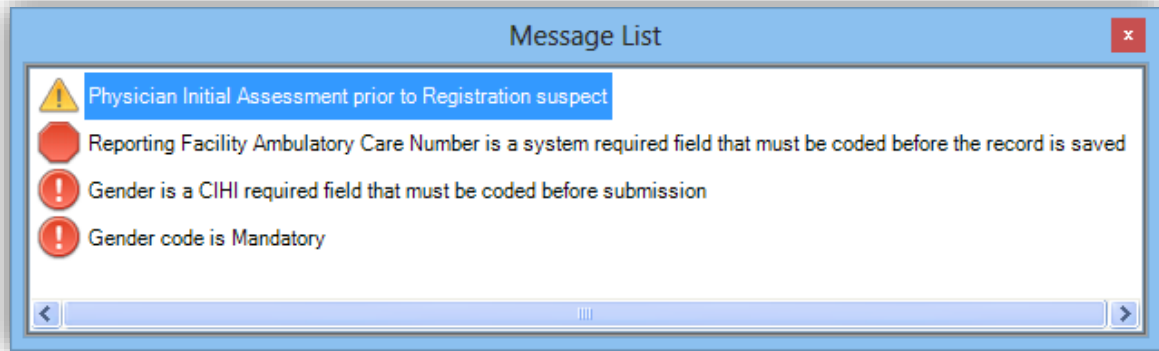 Message List
Physician Initial Assessment prior to Registration suspect
Reporting Facility Ambulatory Care Number is a system required field that must be coded before the record is saved
Gender is a CIHI required field that must be coded before submission
Gender code is Mandatory